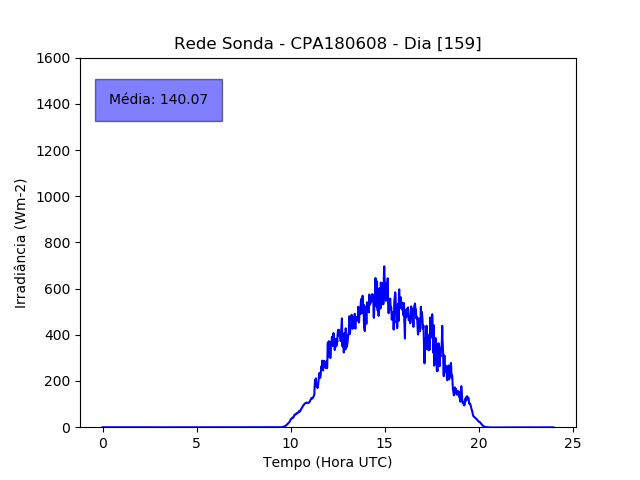 Rede Sonda - CPA180608 - Dia [159]
1600
1400
1200
1000
800
600
400
200
0
Irradiância (Wm-2)
Média: 140.07
0 5 10 15 20 25
Tempo (Hora UTC)